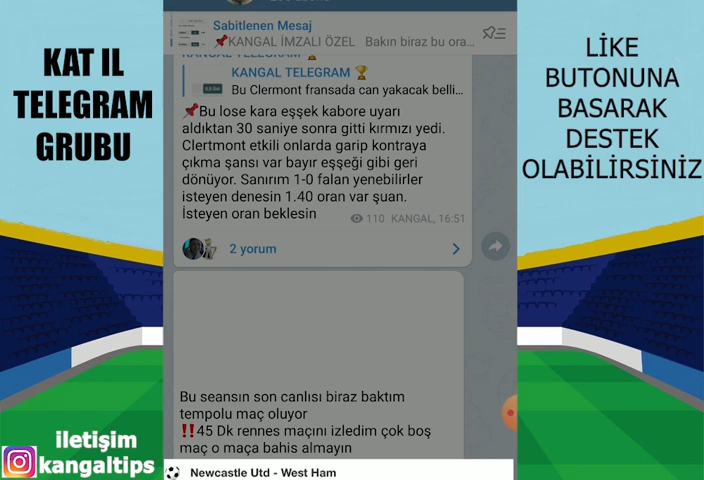 KAT IL
TELEGRAM
GRUBU
Sabitlenen Mesaj
📌KANGAL İMZALI ÖZEL Bakın biraz bu ora...
KANGAL TELEGRAM 🏆
KANGAL TELEGRAM 🏆
Bu Clermont fransada can yakacak belli...
📌Bu lose kara eşşek kabore uyarı
aldıktan 30 saniye sonra gitti kırmızı yedi.
Clertmont etkili onlarda garip kontraya
çıkma şansı var bayır eşşeği gibi geri
dönüyor. Sanırım 1-0 falan yenebilirler
isteyen denesin 1.40 oran var şuan.
İsteyen oran beklesin
110 KANGAL, 16:51
2 yorum
Bu seansın son canlısı biraz baktım
tempolu maç oluyor
‼️45 Dk rennes maçını izledim çok boş
maç o maça bahis almayın
Newcastle Utd - West Ham
LİKE
BUTONUNA
BASARAK
DESTEK
OLABİLİRSİNİZ
iletişim
kangaltips